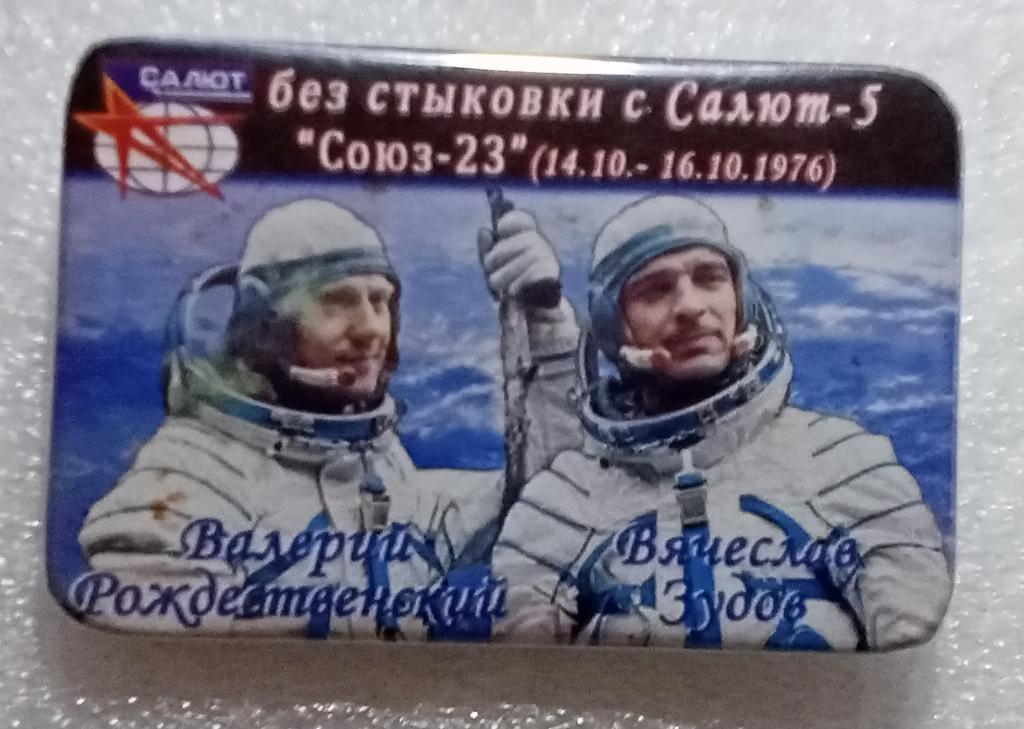 САЛЮТ
без стыковки с Салют-5
"Союз-23" (14.10.- 16.10.1976)
Валерий
Рождественский
Вячеслав
Зудов